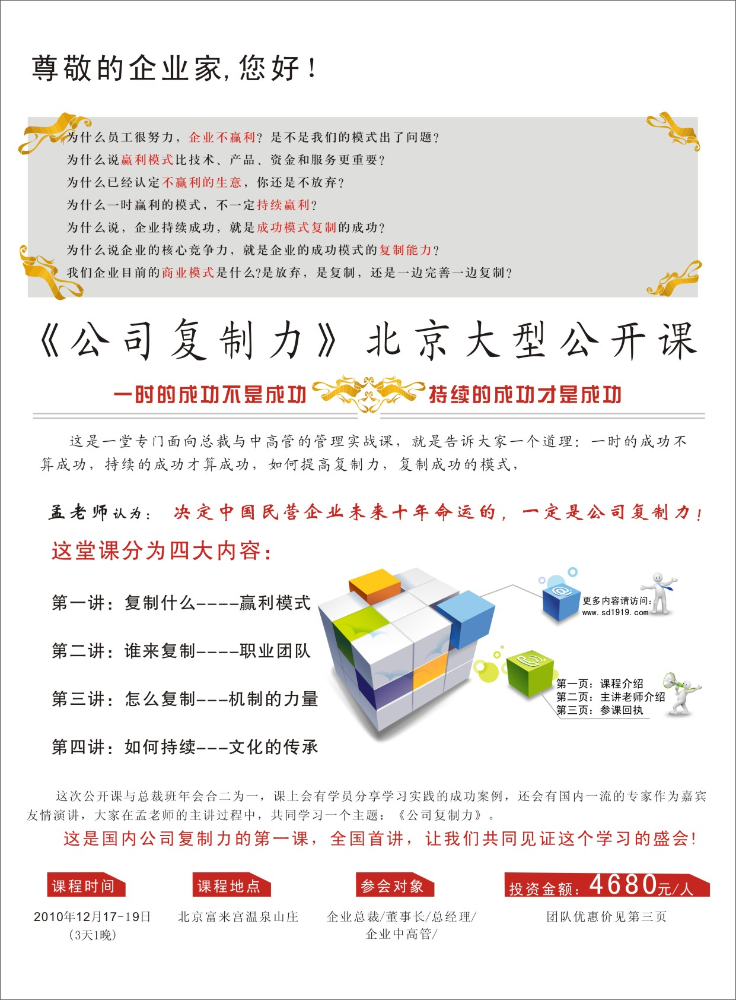 尊敬的企业家,您好!
为什么员工很努力，企业不赢利？是不是我们的模式出了问题？
为什么说赢利模式比技术、产品、资金和服务更重要？
为什么已经认定不赢利的生意，你还是不放弃？
为什么一时赢利的模式，不一定持续赢利？
为什么说，企业持续成功，就是成功模式复制的成功？
为什么说企业的核心竞争力，就是企业的成功模式的复制能力？
我们企业目前的商业模式是什么?是放弃，是复制，还是一边完善一边复制？
《公司复制力》北京大型公开课
一时的成功不是成功 持续的成功才是成功
这是一堂专门面向总裁与中高管的管理实战课，就是告诉大家一个道理：一时的成功不
算成功，持续的成功才算成功，如何提高复制力，复制成功的模式，
孟老师认为： 决定中国民营企业未来十年命运的，一定是公司复制力！
这堂课分为四大内容：
第一讲：复制什么----赢利模式
第二讲：谁来复制----职业团队
第三讲：怎么复制---机制的力量
第四讲：如何持续---文化的传承
更多内容请访问：
www.sd1919.com
第一页：课程介绍
第二页：主讲老师介绍
第三页：参课回执
这次公开课与总裁班年会合二为一，课上会有学员分享学习实践的成功案例，还会有国内一流的专家作为嘉宾
友情演讲，大家在孟老师的主讲过程中，共同学习一个主题：《公司复制力》。
这是国内公司复制力的第一课，全国首讲，让我们共同见证这个学习的盛会!
课程时间
2010年12月17-19日
（3天1晚）
课程地点
北京富来宫温泉山庄
参会对象
企业总裁/董事长/总经理/
企业中高管/
投资金额：4680元/人
团队优惠价见第三页